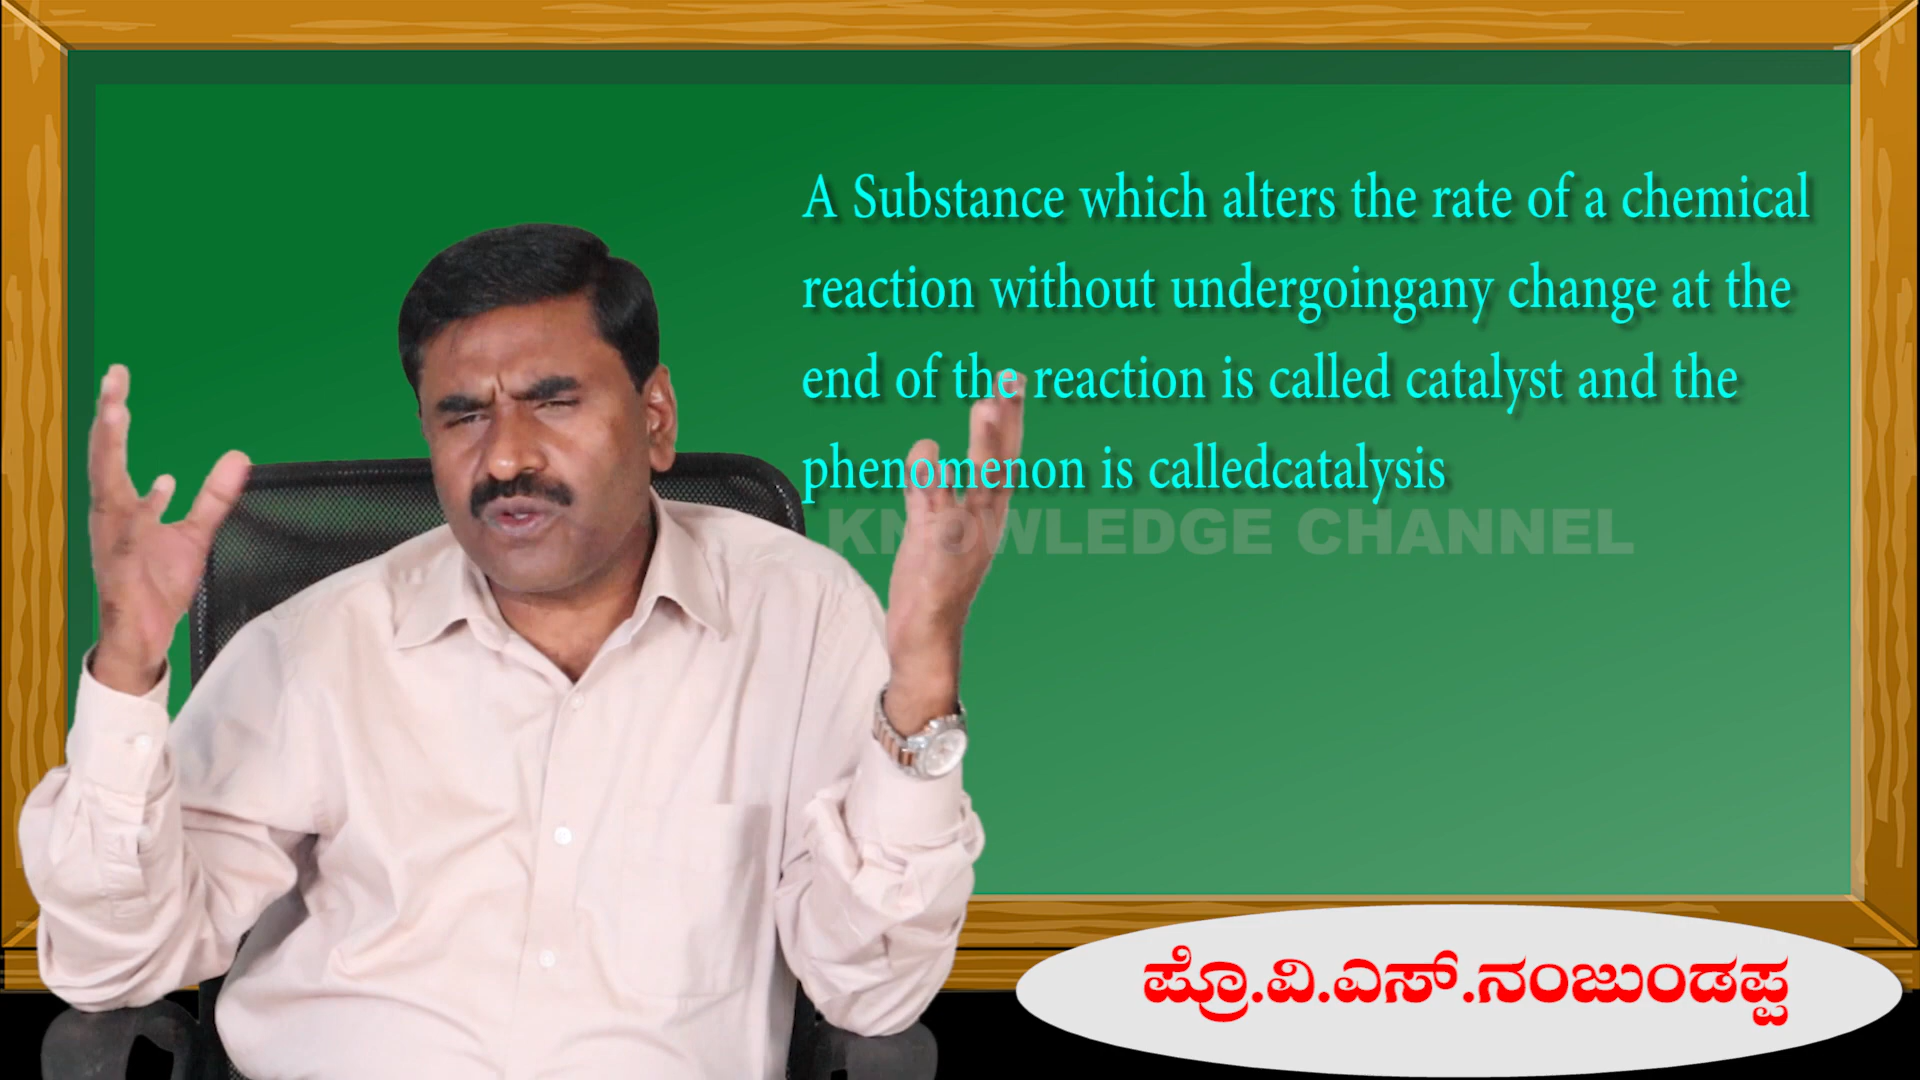 A Substance which alters the rate of a chemical
reaction without undergoingany change at the
end of the reaction is called catalyst and the
phenomenon is calledcatalysis
KNOWLEDGE CHANNEL
ಪ್ರೊ.ವಿ.ಎಸ್.ನಂಜುಂಡಪ್ಪ